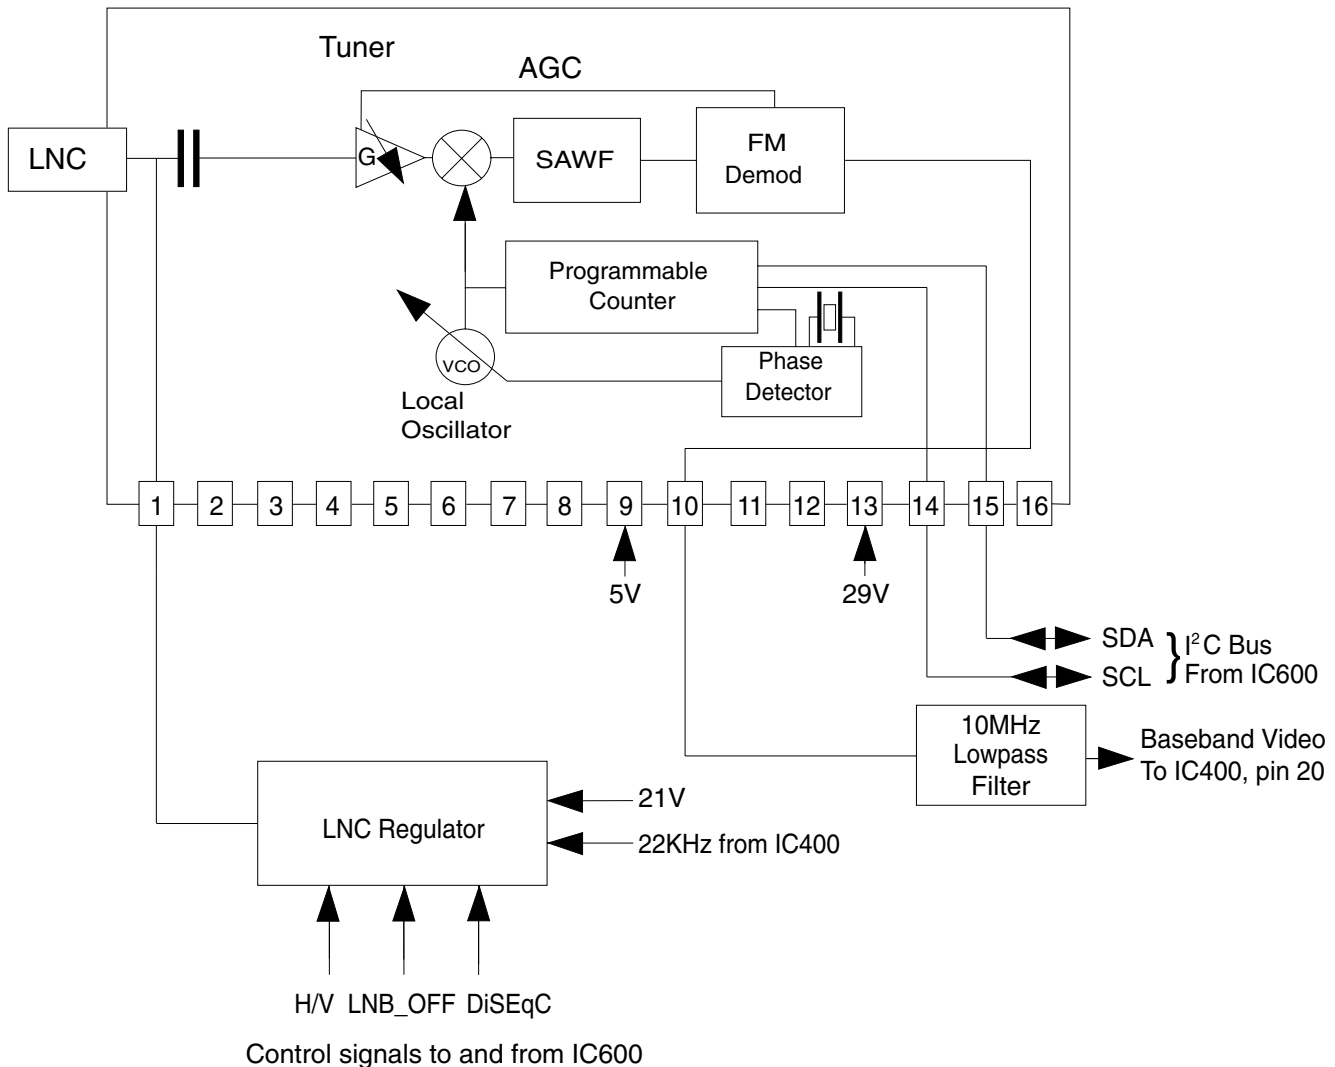 Tuner
AGC
LNC
G
SAWF
FM
Demod
Programmable
Counter
VCO
Phase
Detector
Local
Oscillator
1 2 3 4 5 6 7 8 9 10 11 12 13 14 15 16
5V
29V
SDA
SCL
} I²C Bus
From IC600
10MHz
Lowpass
Filter
Baseband Video
To IC400, pin 20
LNC Regulator
21V
22KHz from IC400
H/V LNB_OFF DiSEqC
Control signals to and from IC600